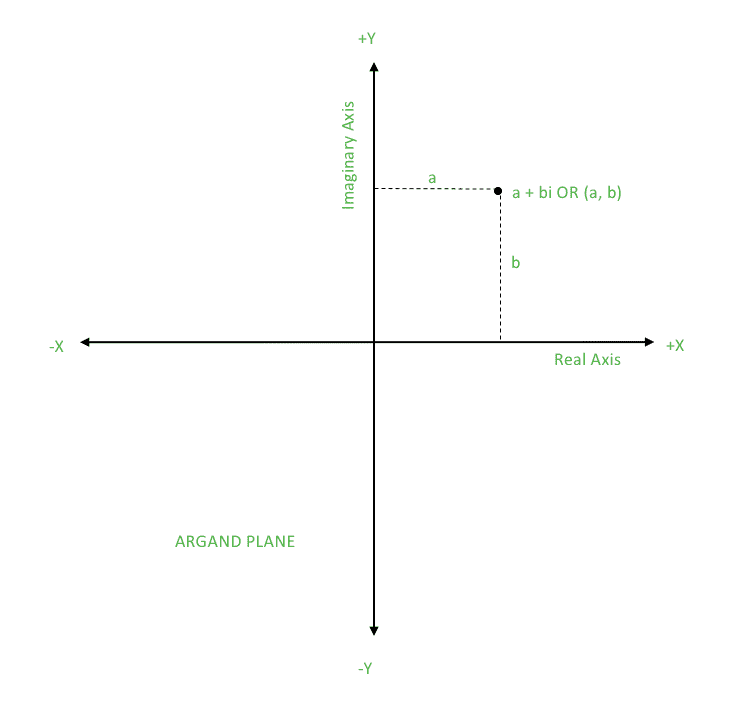 +Y
Imaginary Axis
a
a + bi OR (a, b)
b
-X
+X
Real Axis
ARGAND PLANE
-Y